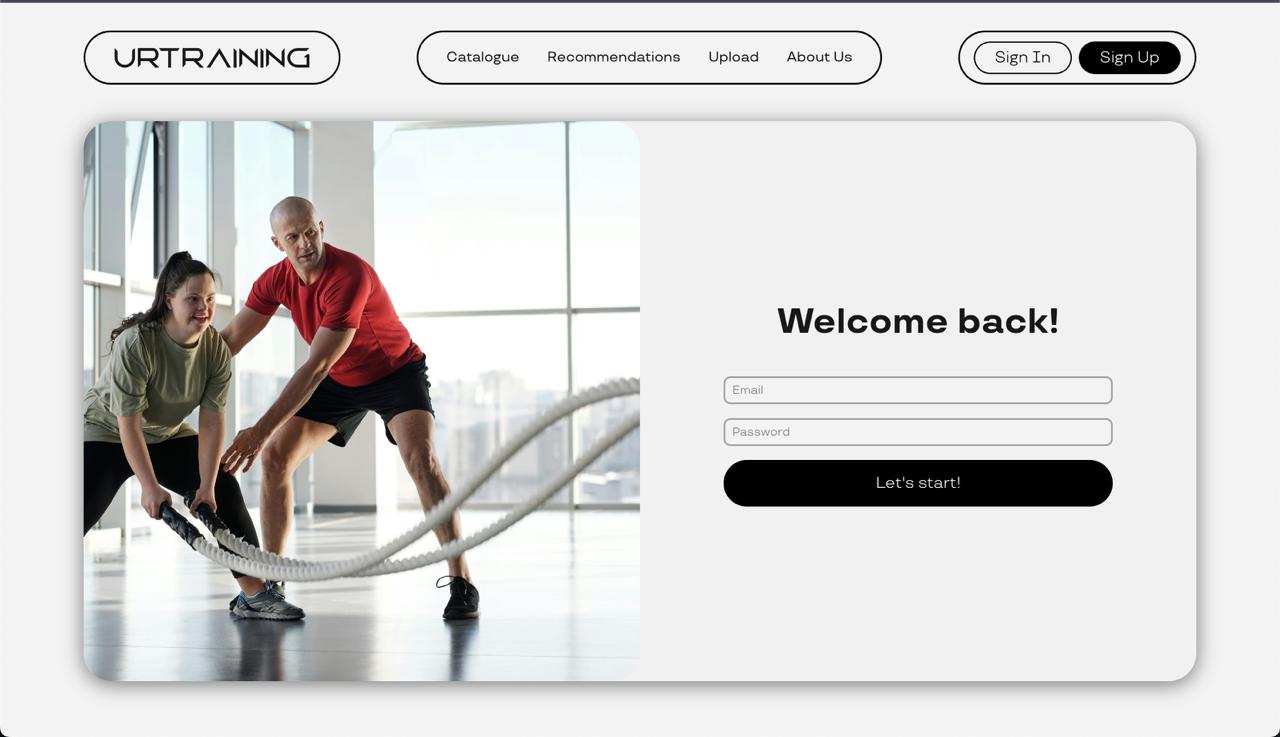 URTRAINING
Catalogue Recommendations Upload About Us
Sign In Sign Up
Welcome back!
Email
Password
Let's start!